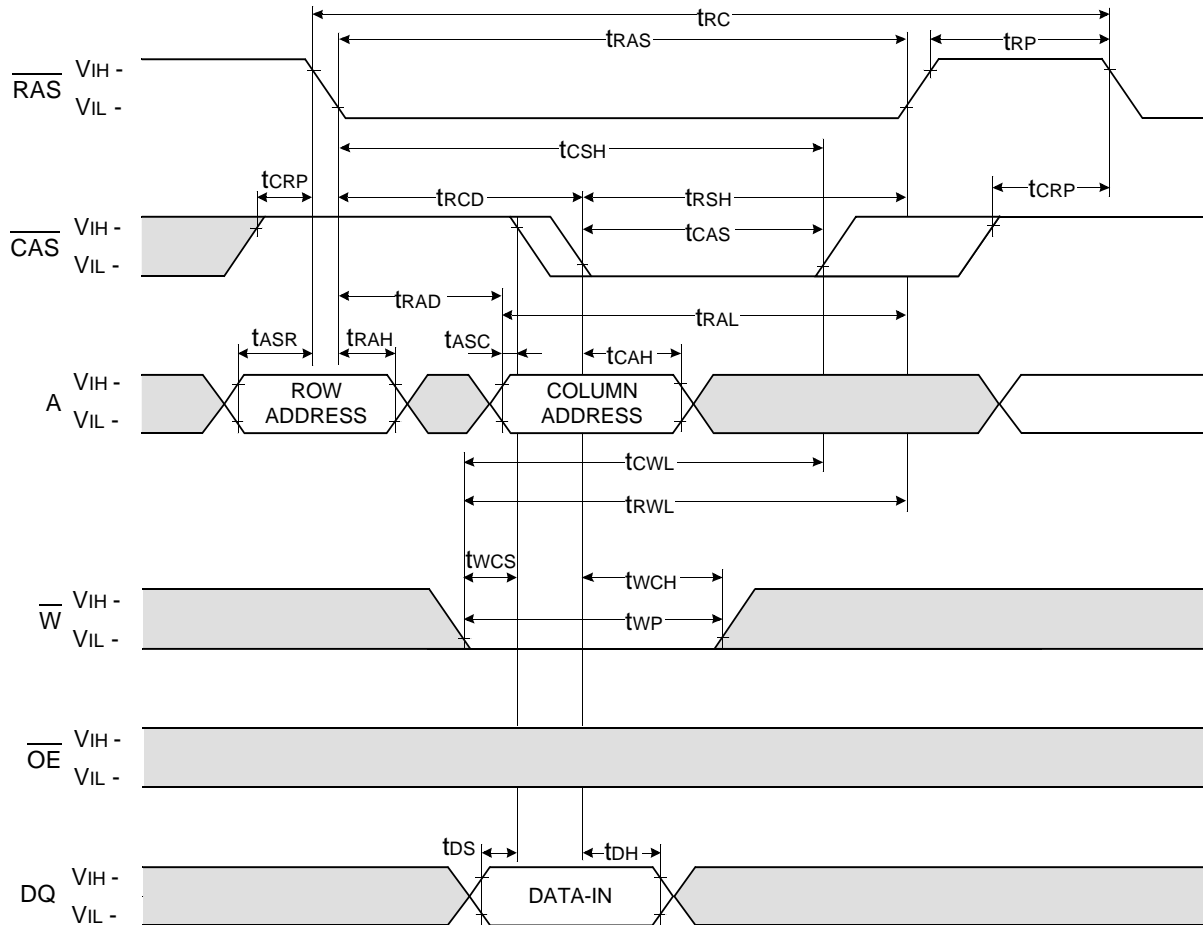 tRC
tRAS
tRP
RAS
VIH -
VIL -
tCSH
tCRP
tRCD
tRSH
tCRP
CAS
VIH -
VIL -
tCAS
tRAD
tRAL
tASR
tRAH
tASC
tCAH
A
VIH -
VIL -
ROW
ADDRESS
COLUMN
ADDRESS
tCWL
tRWL
tWCS
tWCH
W
VIH -
VIL -
tWP
OE
VIH -
VIL -
tDS
tDH
DQ
VIH -
VIL -
DATA-IN